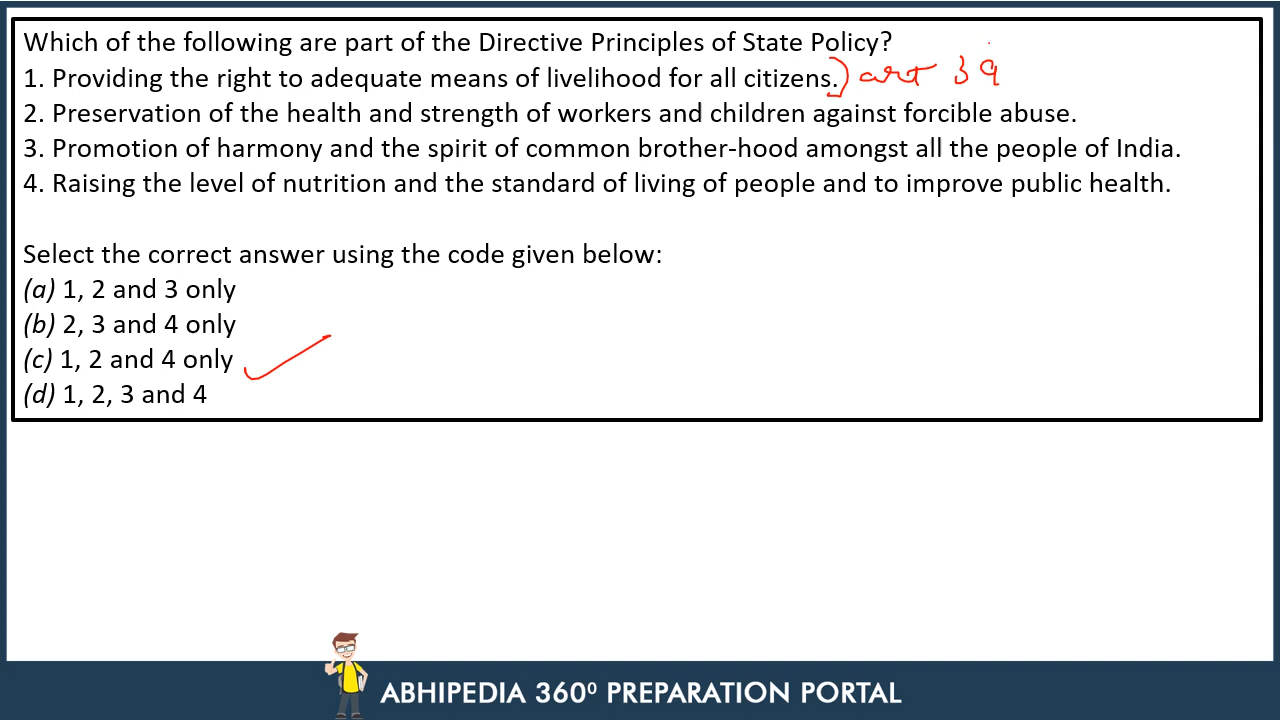 Which of the following are part of the Directive Principles of State Policy?
1. Providing the right to adequate means of livelihood for all citizens. art 39
2. Preservation of the health and strength of workers and children against forcible abuse.
3. Promotion of harmony and the spirit of common brother-hood amongst all the people of India.
4. Raising the level of nutrition and the standard of living of people and to improve public health.
Select the correct answer using the code given below:
(a) 1, 2 and 3 only
(b) 2, 3 and 4 only
(c) 1, 2 and 4 only
(d) 1, 2, 3 and 4
ABHIPEDIA 360⁰ PREPARATION PORTAL